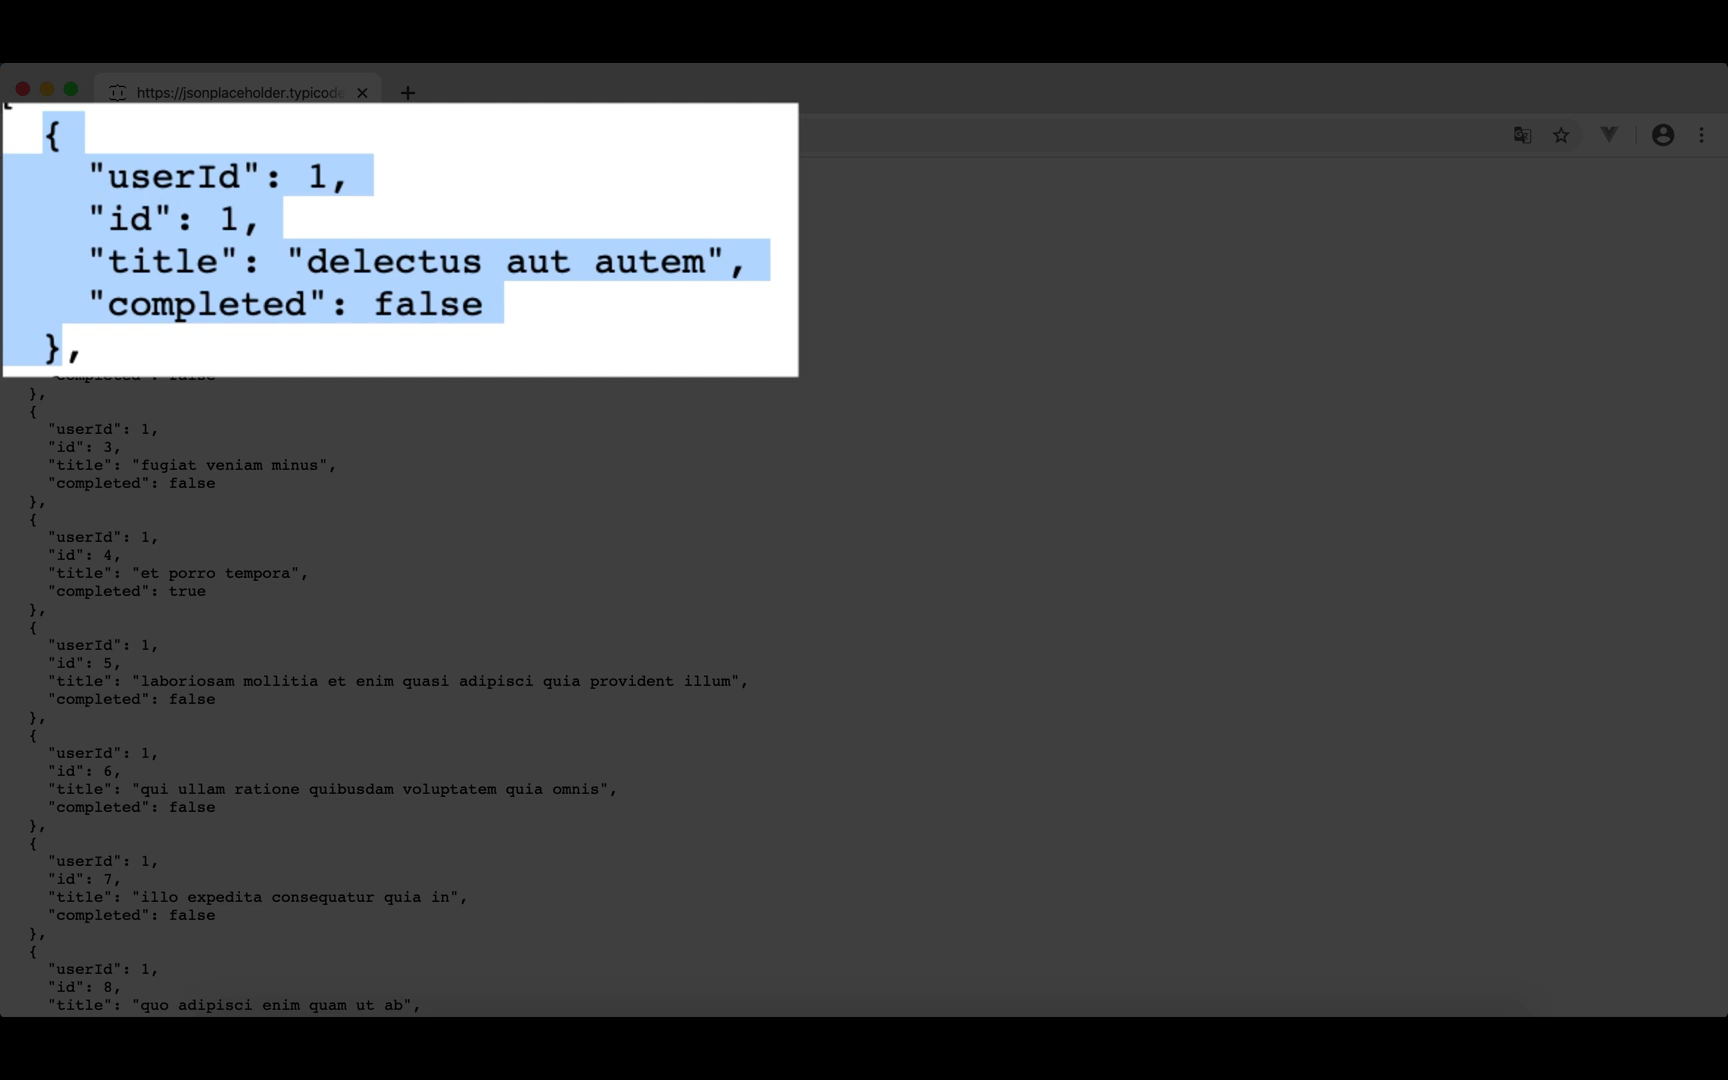 https://jsonplaceholder.typicode
{
"userId": 1,
"id": 1,
"title": "delectus aut autem",
"completed": false
},
"completed": false
},
{
"userId": 1,
"id": 3,
"title": "fugiat veniam minus",
"completed": false
},
{
"userId": 1,
"id": 4,
"title": "et porro tempora",
"completed": true
},
{
"userId": 1,
"id": 5,
"title": "laboriosam mollitia et enim quasi adipisci quia provident illum",
"completed": false
},
{
"userId": 1,
"id": 6,
"title": "qui ullam ratione quibusdam voluptatem quia omnis",
"completed": false
},
{
"userId": 1,
"id": 7,
"title": "illo expedita consequatur quia in",
"completed": false
},
{
"userId": 1,
"id": 8,
"title": "quo adipisci enim quam ut ab",